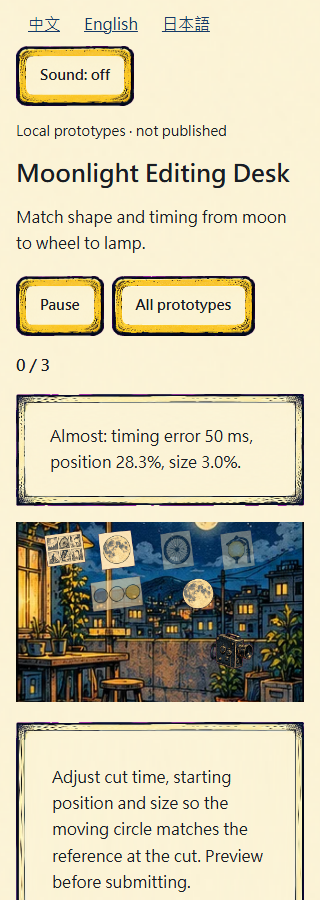 中文 English 日本語
Sound: off
Local prototypes · not published
Moonlight Editing Desk
Match shape and timing from moon
to wheel to lamp.
Pause All prototypes
0 / 3
Almost: timing error 50 ms,
position 28.3%, size 3.0%.
Adjust cut time, starting
position and size so the
moving circle matches the
reference at the cut. Preview
before submitting.